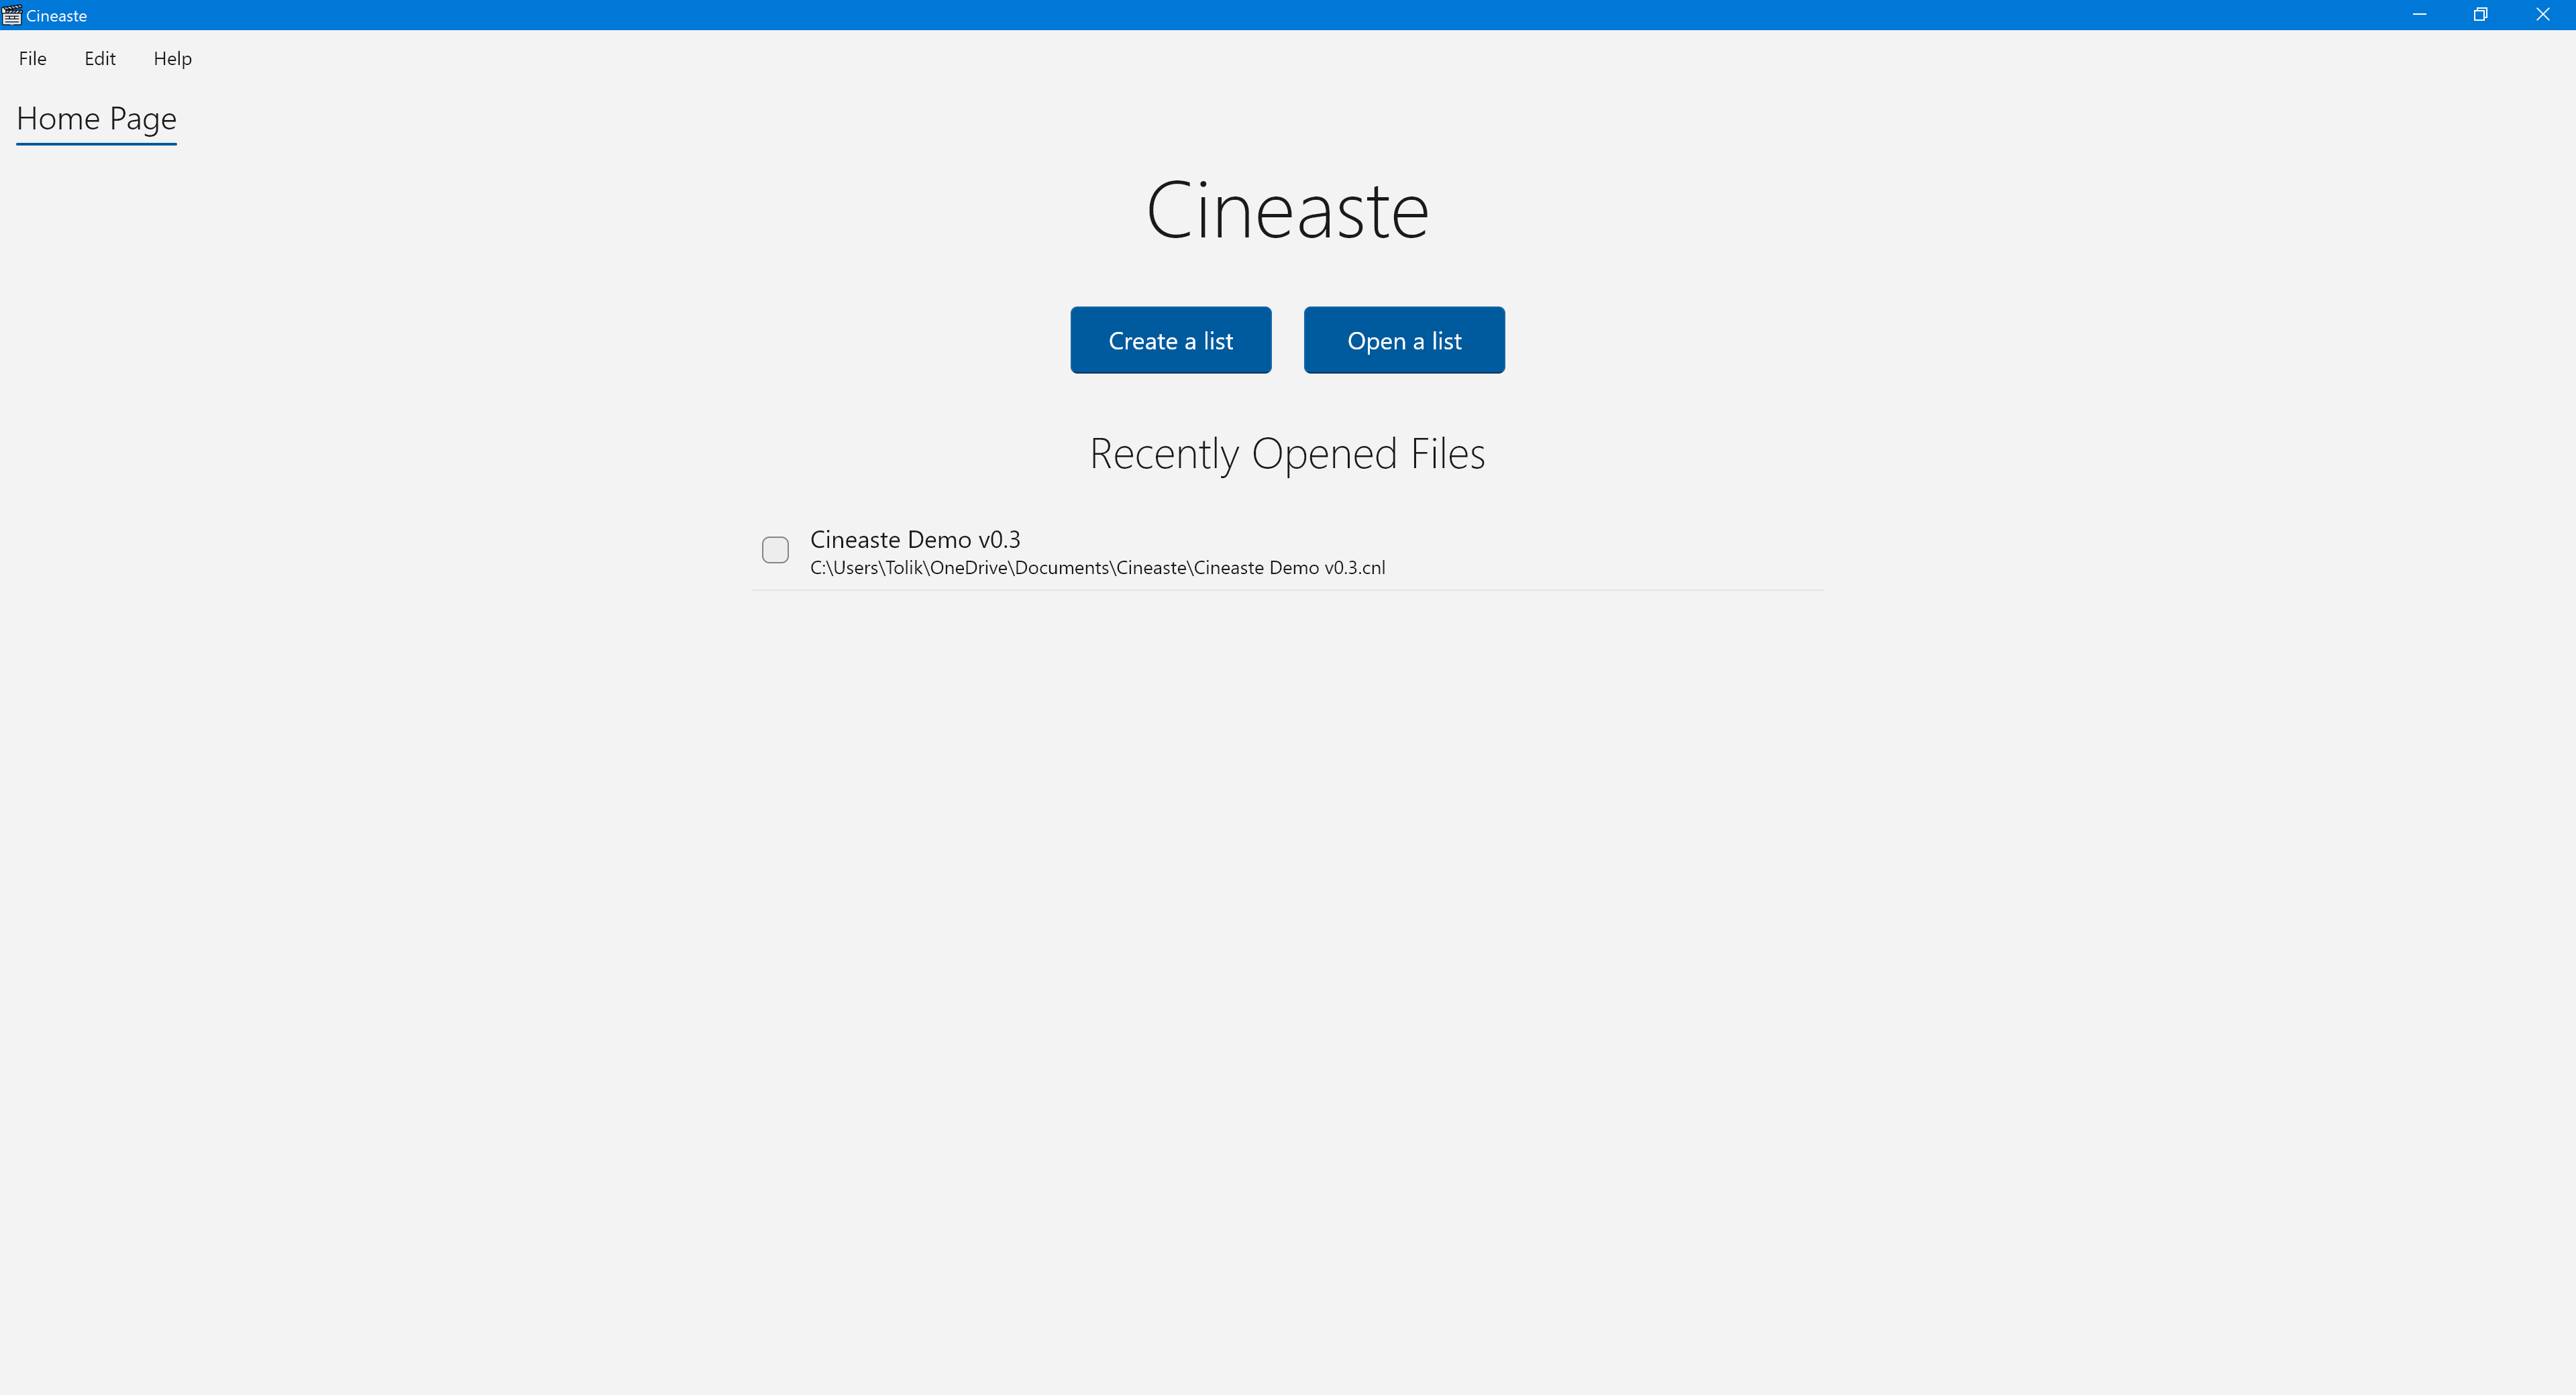 Cineaste
File Edit Help
Home Page
Cineaste
Create a list Open a list
Recently Opened Files
Cineaste Demo v0.3
C:\Users\Tolik\OneDrive\Documents\Cineaste\Cineaste Demo v0.3.cnl